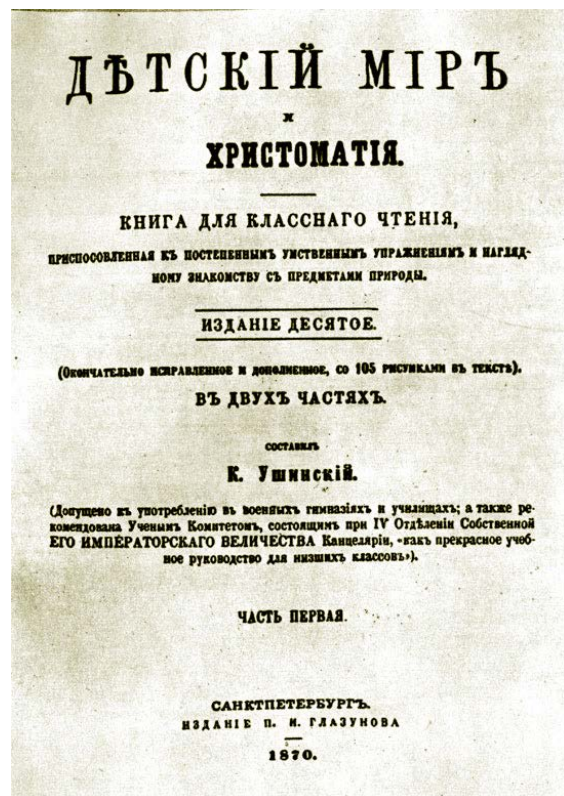 ДѢТСКІЙ МІРЪ
И
ХРИСТОМАТІЯ.
КНИГА ДЛЯ КЛАССНАГО ЧТЕНІЯ,
ПРИСПОСОБЛЕННАЯ КЪ ПОСТЕПЕННЫМЪ УМСТВЕННЫМЪ УПРАЖНЕНІЯМЪ И НАГЛЯД-
НОМУ ЗНАКОМСТВУ СЪ ПРЕДМЕТАМИ ПРИРОДЫ.
ИЗДАНІЕ ДЕСЯТОЕ.
(Окончательно исправленное и дополненное, со 105 рисунками въ текстѣ).
ВЪ ДВУХЪ ЧАСТЯХЪ.
СОСТАВИЛЪ
К. Ушинскій.
(Допущено къ употребленію въ военныхъ гимназіяхъ и училищахъ; а также ре-
комендована Ученымъ Комитетомъ, состоящимъ при IV Отдѣленіи Собственной
ЕГО ИМПЕРАТОРСКАГО ВЕЛИЧЕСТВА Канцеляріи, «какъ прекрасное учеб-
ное руководство для низшихъ классовъ»).
ЧАСТЬ ПЕРВАЯ.
САНКТПЕТЕРБУРГЪ.
ИЗДАНІЕ П. И. ГЛАЗУНОВА
1870.